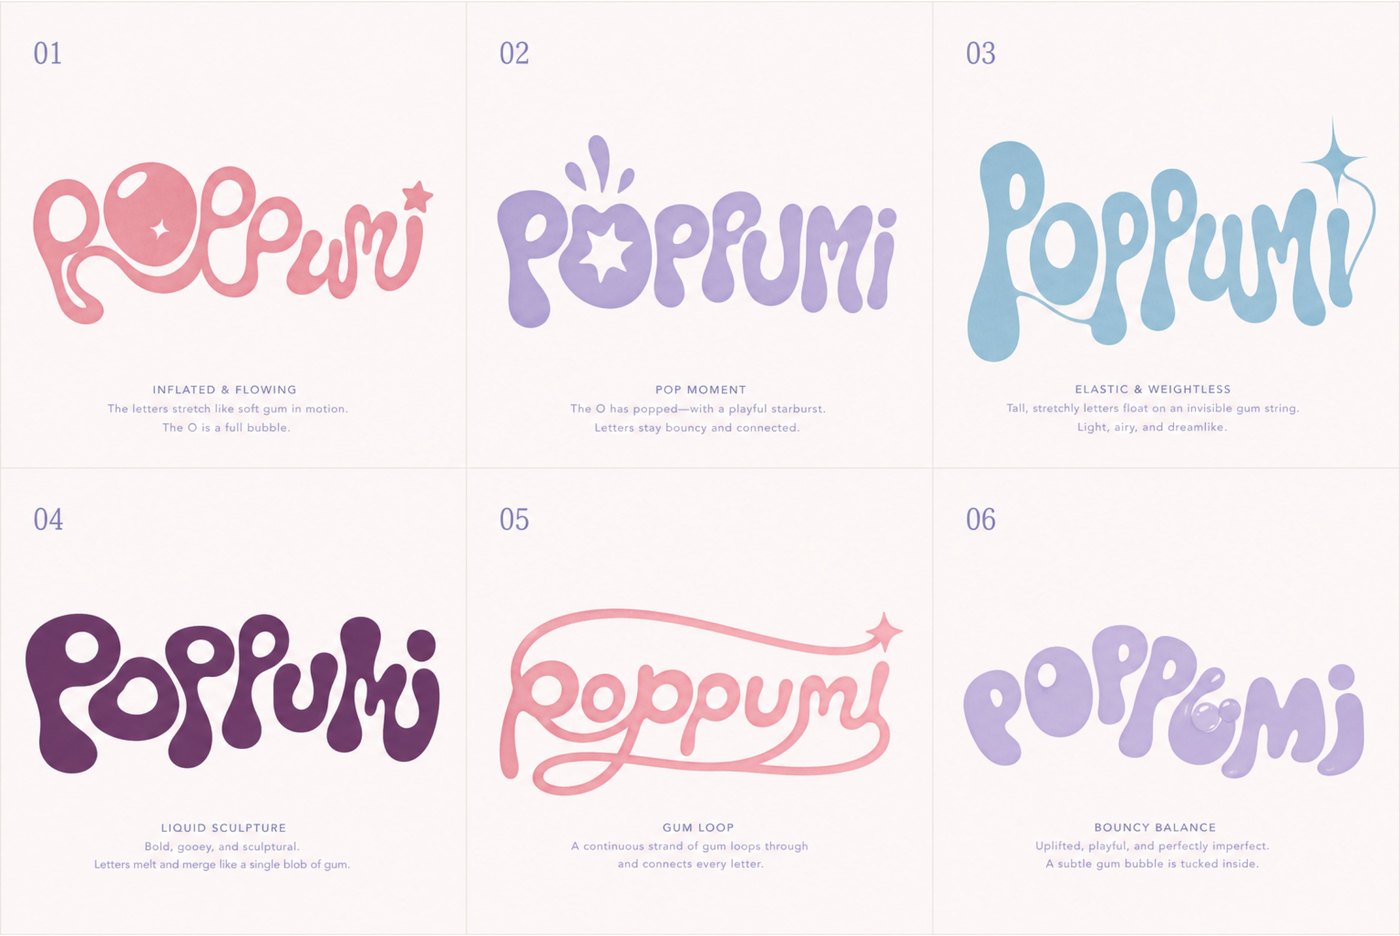 01
POPPUMi
INFLATED & FLOWING
The letters stretch like soft gum in motion.
The O is a full bubble.
02
POPPUMi
POP MOMENT
The O has popped—with a playful starburst.
Letters stay bouncy and connected.
03
POPPUMi
ELASTIC & WEIGHTLESS
Tall, stretchly letters float on an invisible gum string.
Light, airy, and dreamlike.
04
POPPUMi
LIQUID SCULPTURE
Bold, gooey, and sculptural.
Letters melt and merge like a single blob of gum.
05
Poppumi
GUM LOOP
A continuous strand of gum loops through
and connects every letter.
06
POPPUMi
BOUNCY BALANCE
Uplifted, playful, and perfectly imperfect.
A subtle gum bubble is tucked inside.